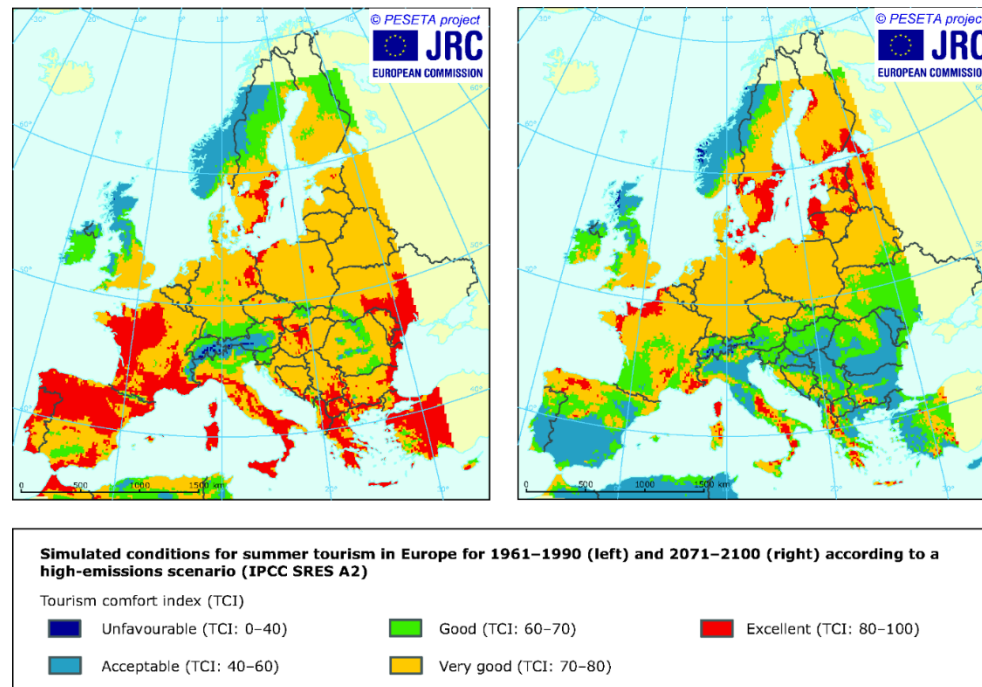 © PESETA project
JRC
EUROPEAN COMMISSION
© PESETA project
JRC
EUROPEAN COMMISSION
0 500 1000 1500 km
0 500 1000 1500 km
Simulated conditions for summer tourism in Europe for 1961–1990 (left) and 2071–2100 (right) according to a
high-emissions scenario (IPCC SRES A2)
Tourism comfort index (TCI)
Unfavourable (TCI: 0–40)
Good (TCI: 60–70)
Excellent (TCI: 80–100)
Acceptable (TCI: 40–60)
Very good (TCI: 70–80)